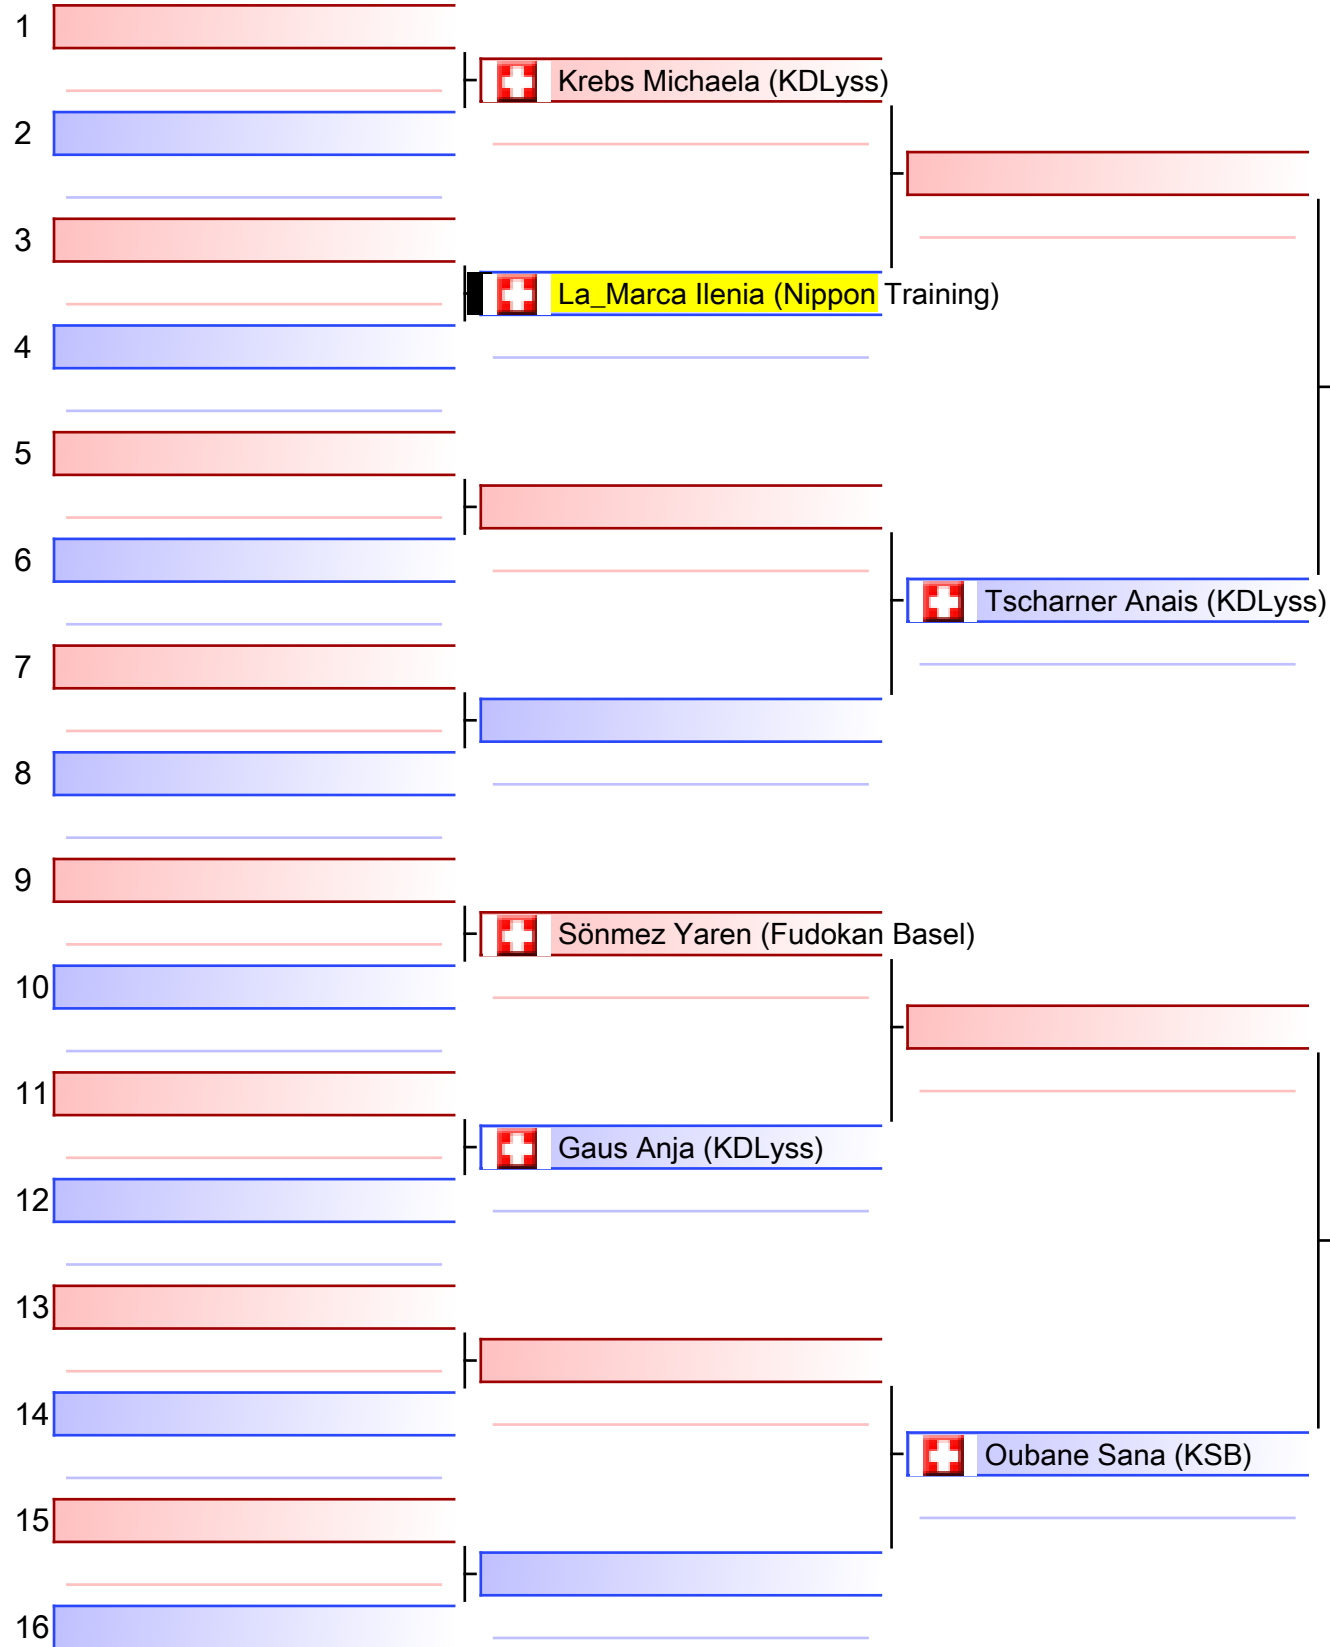 1
Krebs Michaela (KDLyss)
2
3
La_Marca Ilenia (Nippon Training)
4
5
6
Tscharner Anais (KDLyss)
7
8
9
Sönmez Yaren (Fudokan Basel)
10
11
Gaus Anja (KDLyss)
12
13
14
Oubane Sana (KSB)
15
16